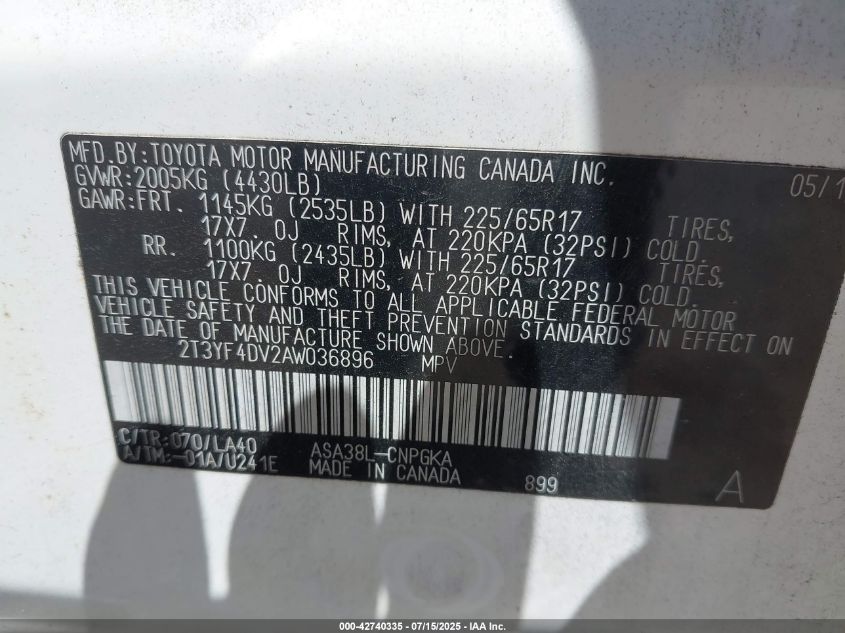 MFD.BY:TOYOTA MOTOR MANUFACTURING CANADA INC. 05/1
GVWR:2005KG (4430LB)
GAWR:FRT. 1145KG (2535LB) WITH 225/65R17 TIRES,
17X7. 0J RIMS, AT 220KPA (32PSI) COLD.
RR. 1100KG (2435LB) WITH 225/65R17 TIRES,
17X7. 0J RIMS, AT 220KPA (32PSI) COLD.
THIS VEHICLE CONFORMS TO ALL APPLICABLE FEDERAL MOTOR
VEHICLE SAFETY AND THEFT PREVENTION STANDARDS IN EFFECT ON
THE DATE OF MANUFACTURE SHOWN ABOVE.
2T3YF4DV2AW036896 MPV
C/TR:070/LA40 ASA38L-CNPGKA
A/TM:-01A/U241E MADE IN CANADA 899 A
000-42740335 - 07/15/2025 - IAA Inc.